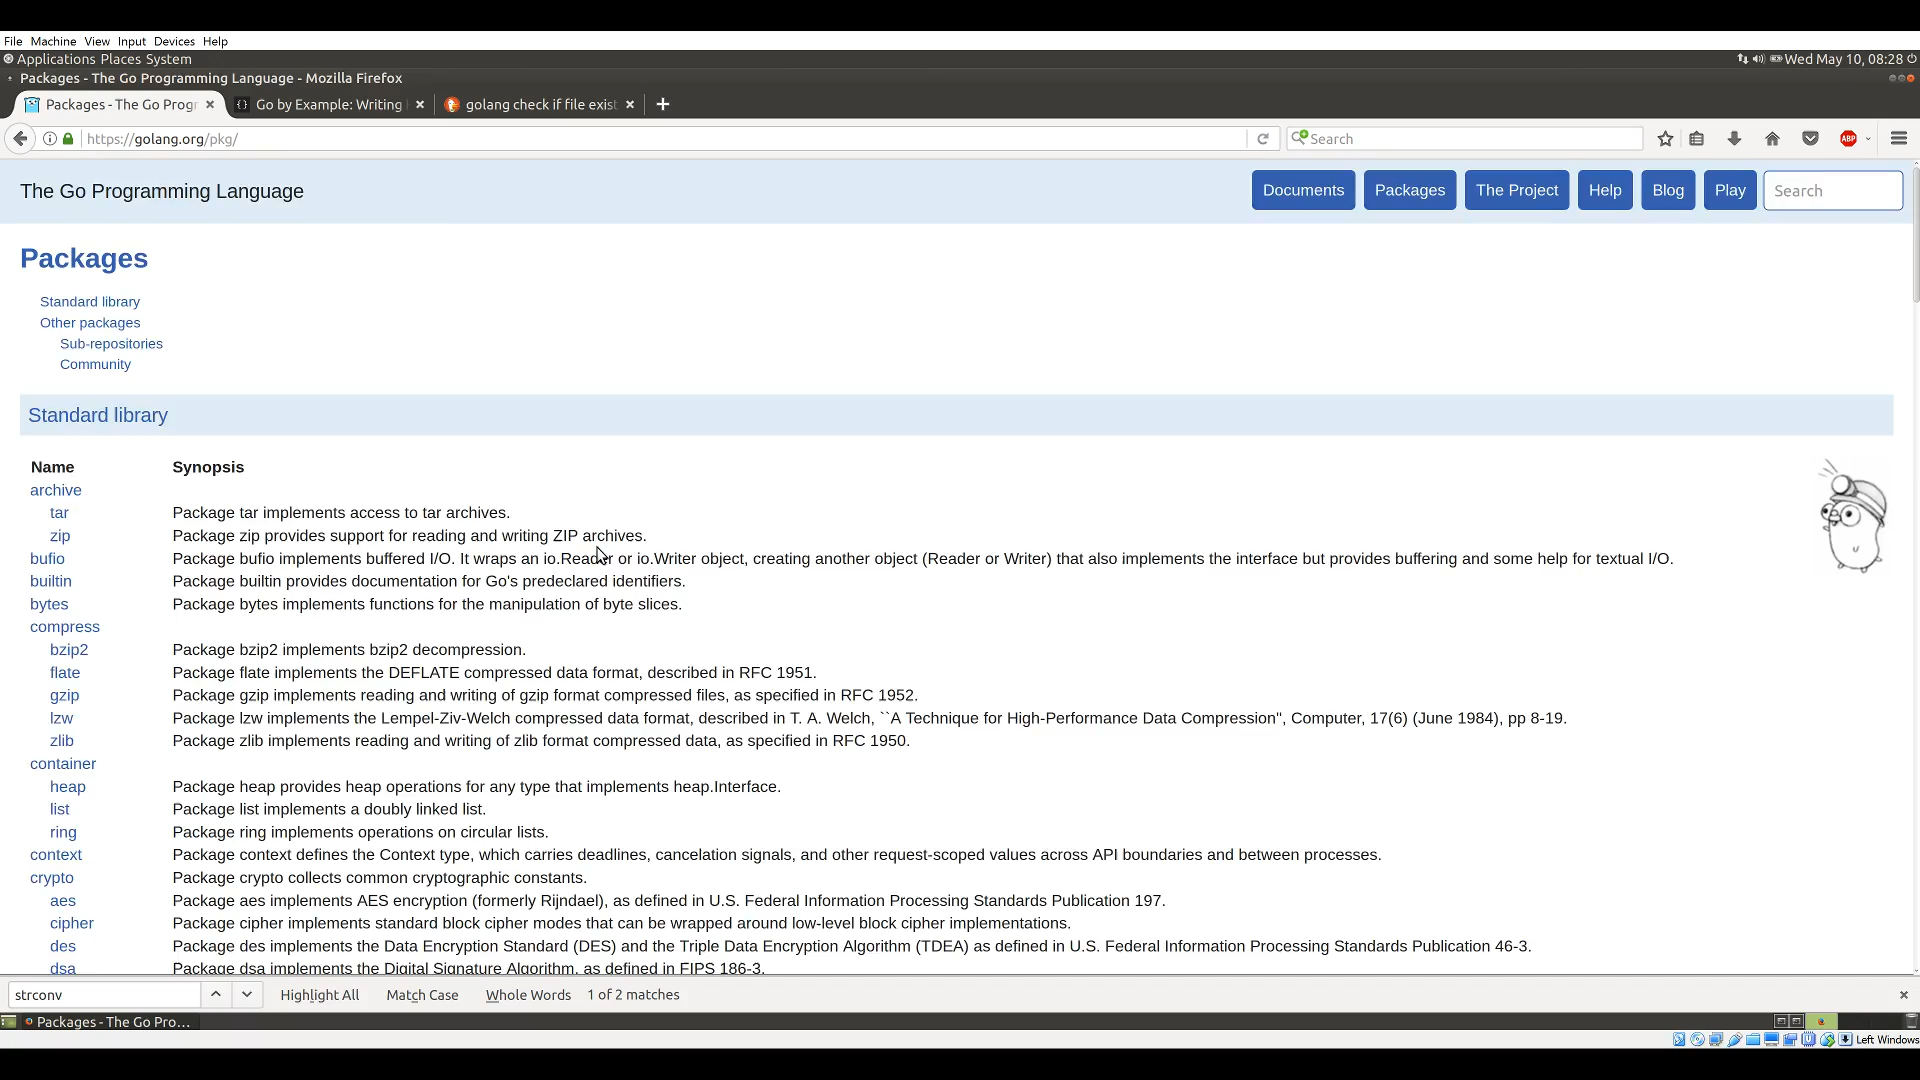 File Machine View Input Devices Help
Applications Places System Wed May 10, 08:28
Packages - The Go Programming Language - Mozilla Firefox
Packages - The Go Progr Go by Example: Writing golang check if file exist
https://golang.org/pkg/ Search ABP
The Go Programming Language Documents Packages The Project Help Blog Play Search
Packages
Standard library
Other packages
Sub-repositories
Community
Standard library
Name Synopsis
archive
tar Package tar implements access to tar archives.
zip Package zip provides support for reading and writing ZIP archives.
bufio Package bufio implements buffered I/O. It wraps an io.Reader or io.Writer object, creating another object (Reader or Writer) that also implements the interface but provides buffering and some help for textual I/O.
builtin Package builtin provides documentation for Go's predeclared identifiers.
bytes Package bytes implements functions for the manipulation of byte slices.
compress
bzip2 Package bzip2 implements bzip2 decompression.
flate Package flate implements the DEFLATE compressed data format, described in RFC 1951.
gzip Package gzip implements reading and writing of gzip format compressed files, as specified in RFC 1952.
lzw Package lzw implements the Lempel-Ziv-Welch compressed data format, described in T. A. Welch, ``A Technique for High-Performance Data Compression'', Computer, 17(6) (June 1984), pp 8-19.
zlib Package zlib implements reading and writing of zlib format compressed data, as specified in RFC 1950.
container
heap Package heap provides heap operations for any type that implements heap.Interface.
list Package list implements a doubly linked list.
ring Package ring implements operations on circular lists.
context Package context defines the Context type, which carries deadlines, cancelation signals, and other request-scoped values across API boundaries and between processes.
crypto Package crypto collects common cryptographic constants.
aes Package aes implements AES encryption (formerly Rijndael), as defined in U.S. Federal Information Processing Standards Publication 197.
cipher Package cipher implements standard block cipher modes that can be wrapped around low-level block cipher implementations.
des Package des implements the Data Encryption Standard (DES) and the Triple Data Encryption Algorithm (TDEA) as defined in U.S. Federal Information Processing Standards Publication 46-3.
dsa Package dsa implements the Digital Signature Algorithm, as defined in FIPS 186-3.
strconv Highlight All Match Case Whole Words 1 of 2 matches
Packages - The Go Pro...
Left Windows